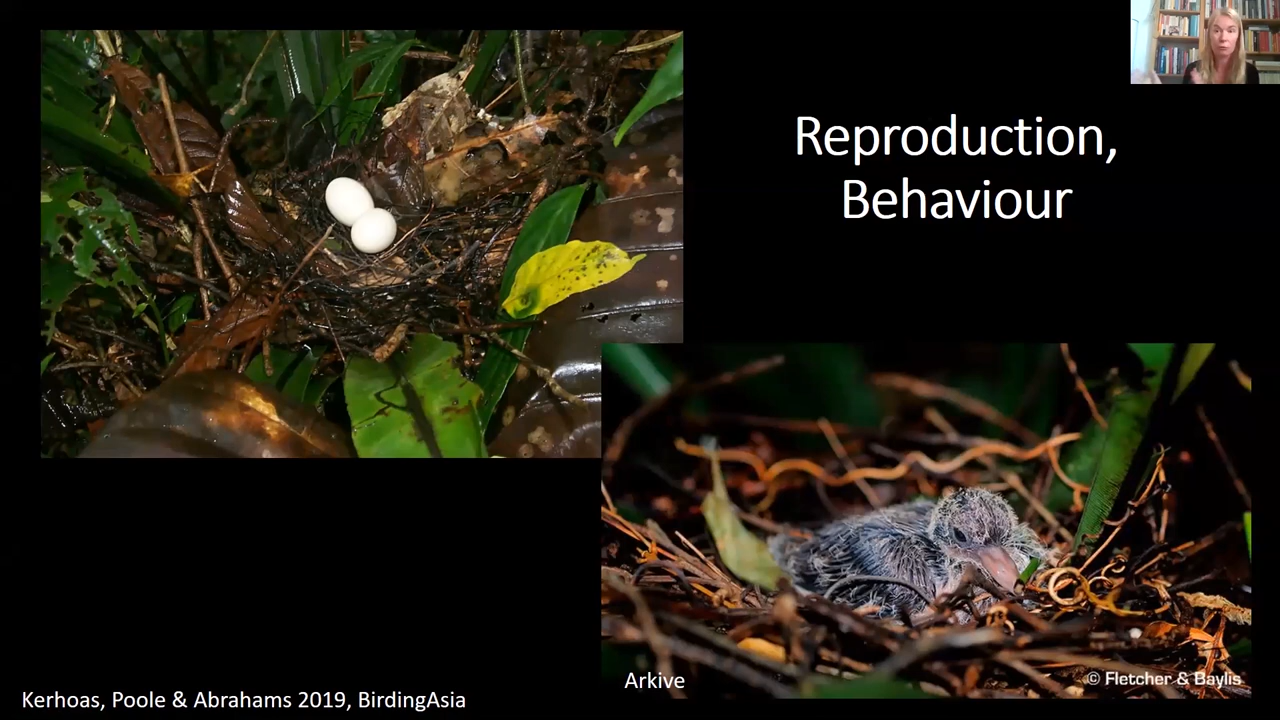 Reproduction,
Behaviour
Arkive
© Fletcher & Baylis
Kerhoas, Poole & Abrahams 2019, BirdingAsia